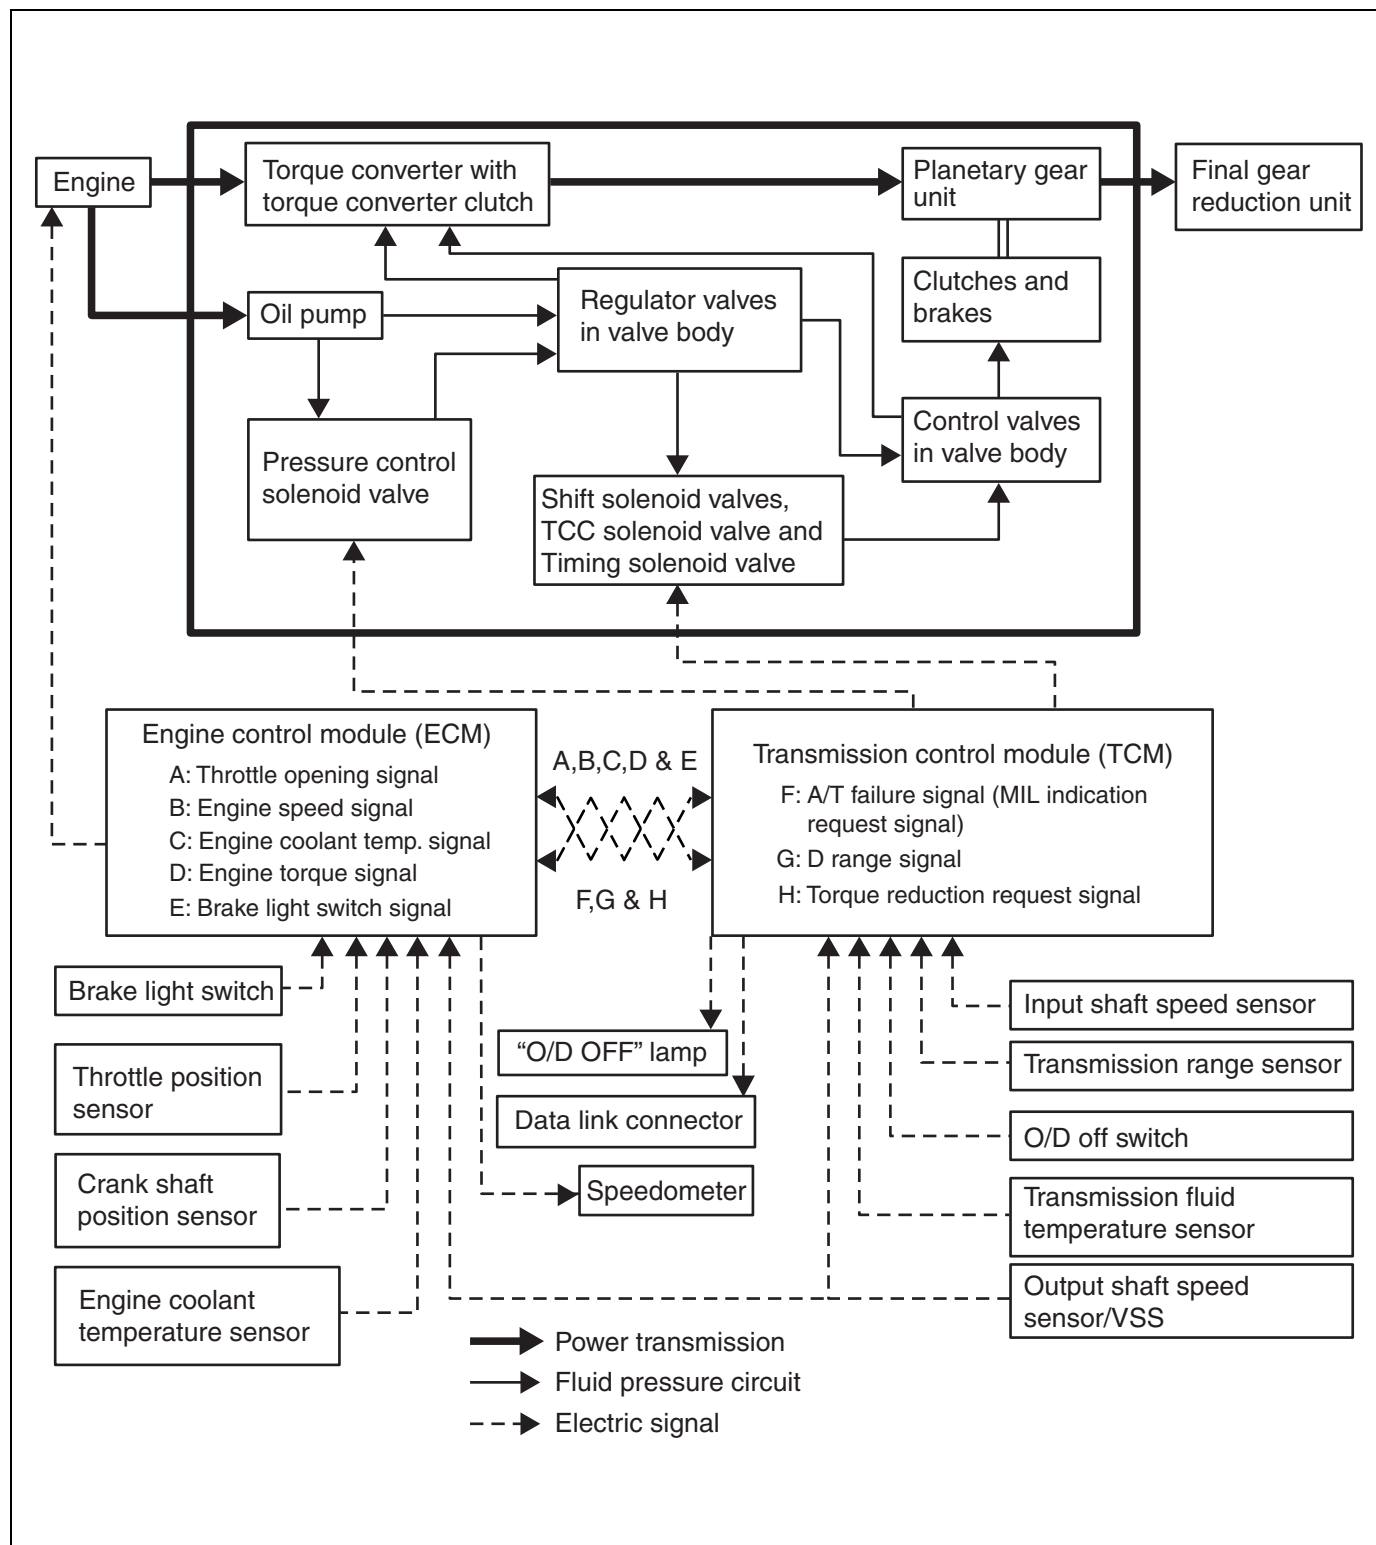 Engine
Torque converter with
torque converter clutch
Planetary gear
unit
Final gear
reduction unit
Oil pump
Regulator valves
in valve body
Clutches and
brakes
Pressure control
solenoid valve
Control valves
in valve body
Shift solenoid valves,
TCC solenoid valve and
Timing solenoid valve
Engine control module (ECM)
A: Throttle opening signal
B: Engine speed signal
C: Engine coolant temp. signal
D: Engine torque signal
E: Brake light switch signal
A,B,C,D & E
F,G & H
Transmission control module (TCM)
F: A/T failure signal (MIL indication
request signal)
G: D range signal
H: Torque reduction request signal
Brake light switch
Throttle position
sensor
Crank shaft
position sensor
Engine coolant
temperature sensor
“O/D OFF” lamp
Data link connector
Speedometer
Input shaft speed sensor
Transmission range sensor
O/D off switch
Transmission fluid
temperature sensor
Output shaft speed
sensor/VSS
Power transmission
Fluid pressure circuit
Electric signal